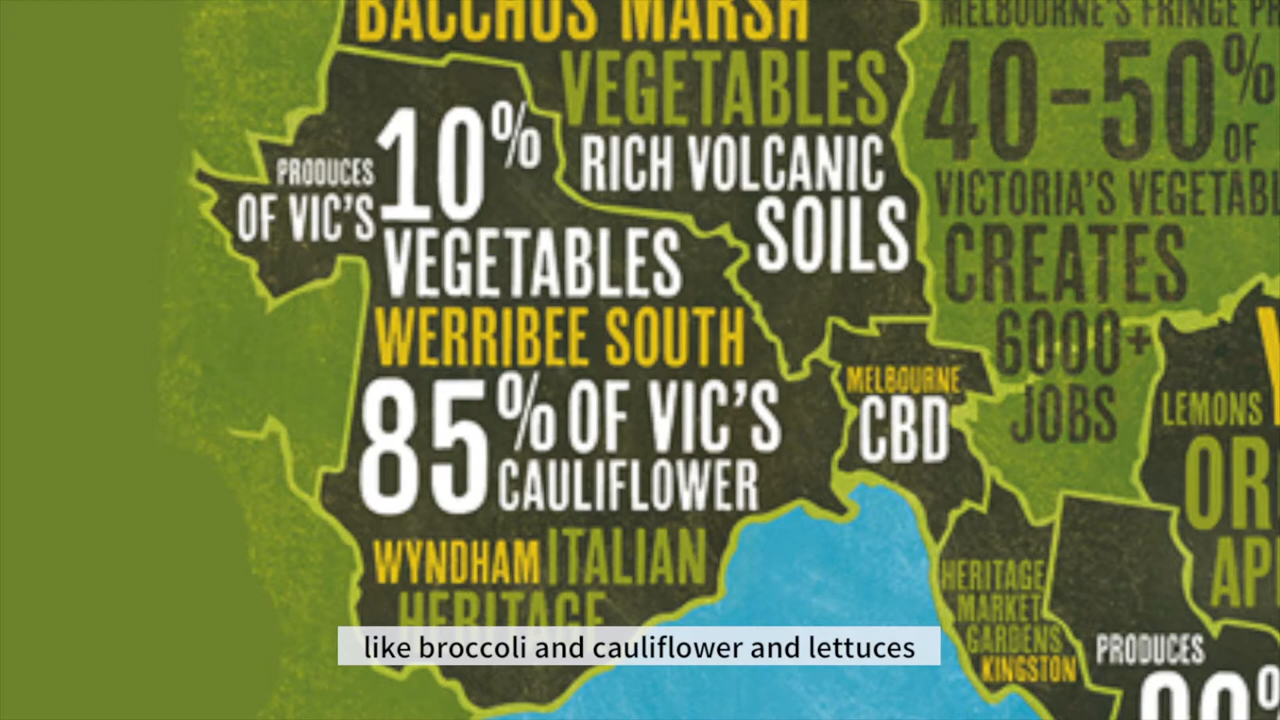 BACCHUS MARSH
VEGETABLES
RICH VOLCANIC
SOILS
PRODUCES
10%
OF VIC'S
VEGETABLES
WERRIBEE SOUTH
85% OF VIC'S
CAULIFLOWER
WYNDHAM ITALIAN
HERITAGE
MELBOURNE'S FRINGE
40-50%
OF
VICTORIA'S
CREATES
6000+
JOBS
MELBOURNE
CBD
LEMONS
HERITAGE
MARKET
GARDENS
KINGSTON
PRODUCES
like broccoli and cauliflower and lettuces